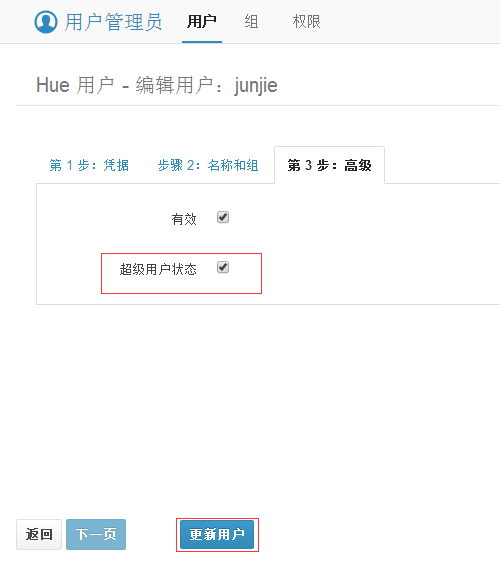 用户管理员 用户 组 权限
Hue 用户 - 编辑用户：junjie
第 1 步：凭据 步骤 2：名称和组 第 3 步：高级
有效
超级用户状态
返回 下一页 更新用户